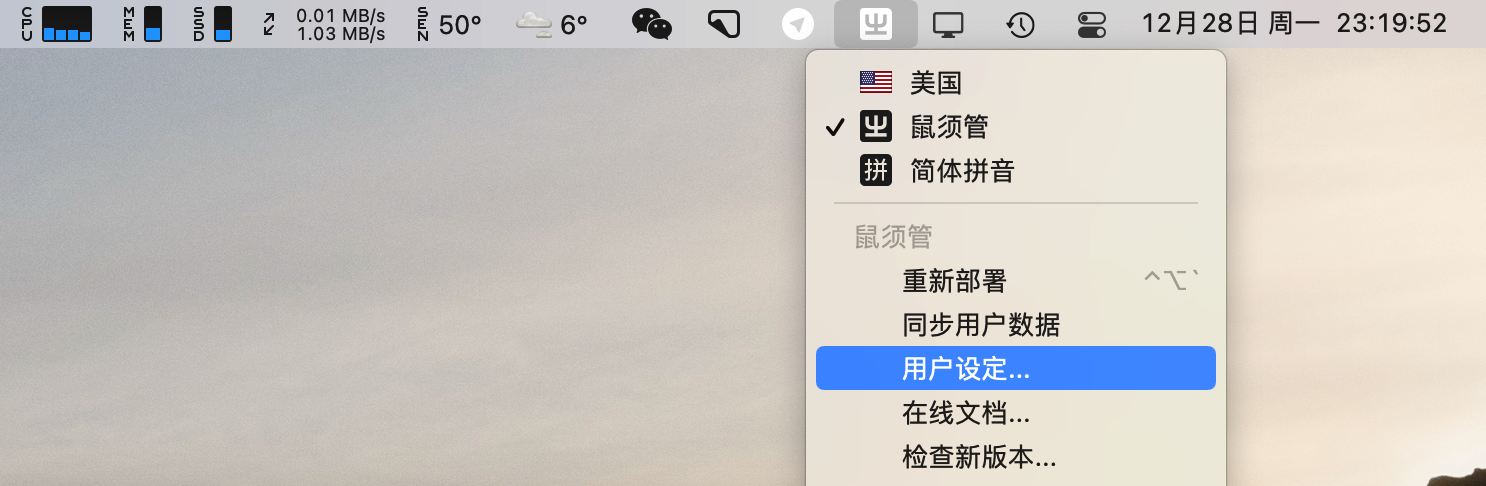 CPU MEM SSD 0.01 MB/s
1.03 MB/s
SEN 50° 6° 12月28日 周一 23:19:52
美国
鼠须管
拼 简体拼音
鼠须管
重新部署 ⌃⌥`
同步用户数据
用户设定...
在线文档...
检查新版本...